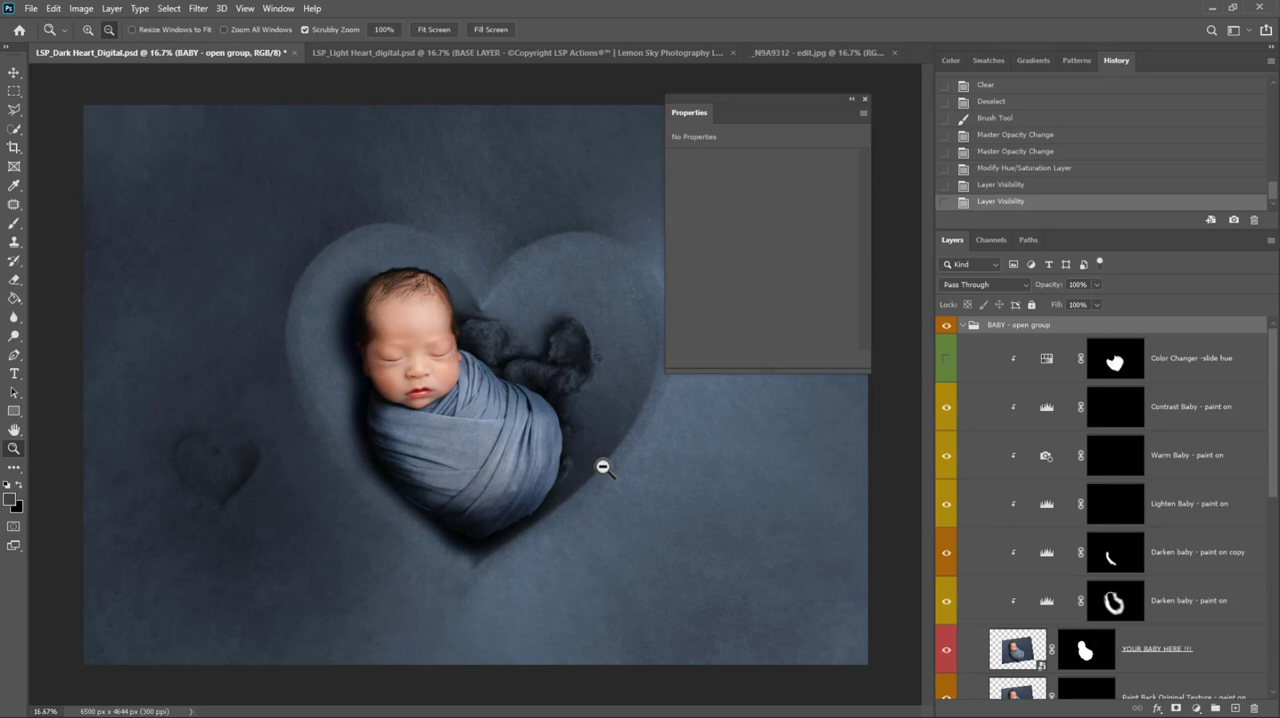 File Edit Image Layer Type Select Filter 3D View Window Help
Resize Windows to Fit Zoom All Windows Scrubby Zoom 100% Fit Screen Fill Screen
LSP_Dark Heart_Digital.psd @ 16.7% (BABY - open group, RGB/8) * LSP_Light Heart_digital.psd @ 16.7% (BASE LAYER - ©Copyright LSP Actions®™ | Lemon Sky Photography L... _N9A9312 - edit.jpg @ 16.7% (RG...
Color Swatches Gradients Patterns History
Clear
Deselect
Brush Tool
Master Opacity Change
Master Opacity Change
Modify Hue/Saturation Layer
Layer Visibility
Layer Visibility
Properties
No Properties
Layers Channels Paths
Kind
Pass Through Opacity: 100%
Lock: Fill: 100%
BABY - open group
Color Changer -slide hue
Contrast Baby - paint on
Warm Baby - paint on
Lighten Baby - paint on
Darken baby - paint on copy
Darken baby - paint on
YOUR BABY HERE !!!
Paint Back Original Texture - paint on
16.67% 6500 px x 4644 px (300 ppi)